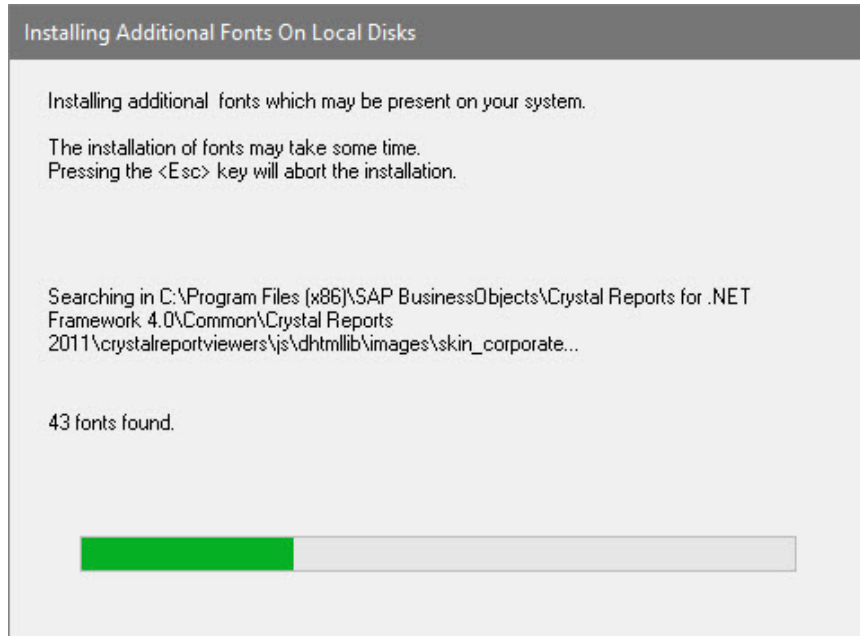 Installing Additional Fonts On Local Disks
Installing additional  fonts which may be present on your system.
The installation of fonts may take some time.
Pressing the <Esc> key will abort the installation.
Searching in C:\Program Files (x86)\SAP BusinessObjects\Crystal Reports for .NET
Framework 4.0\Common\Crystal Reports
2011\crystalreportviewers\js\dhtmllib\images\skin_corporate...
43 fonts found.